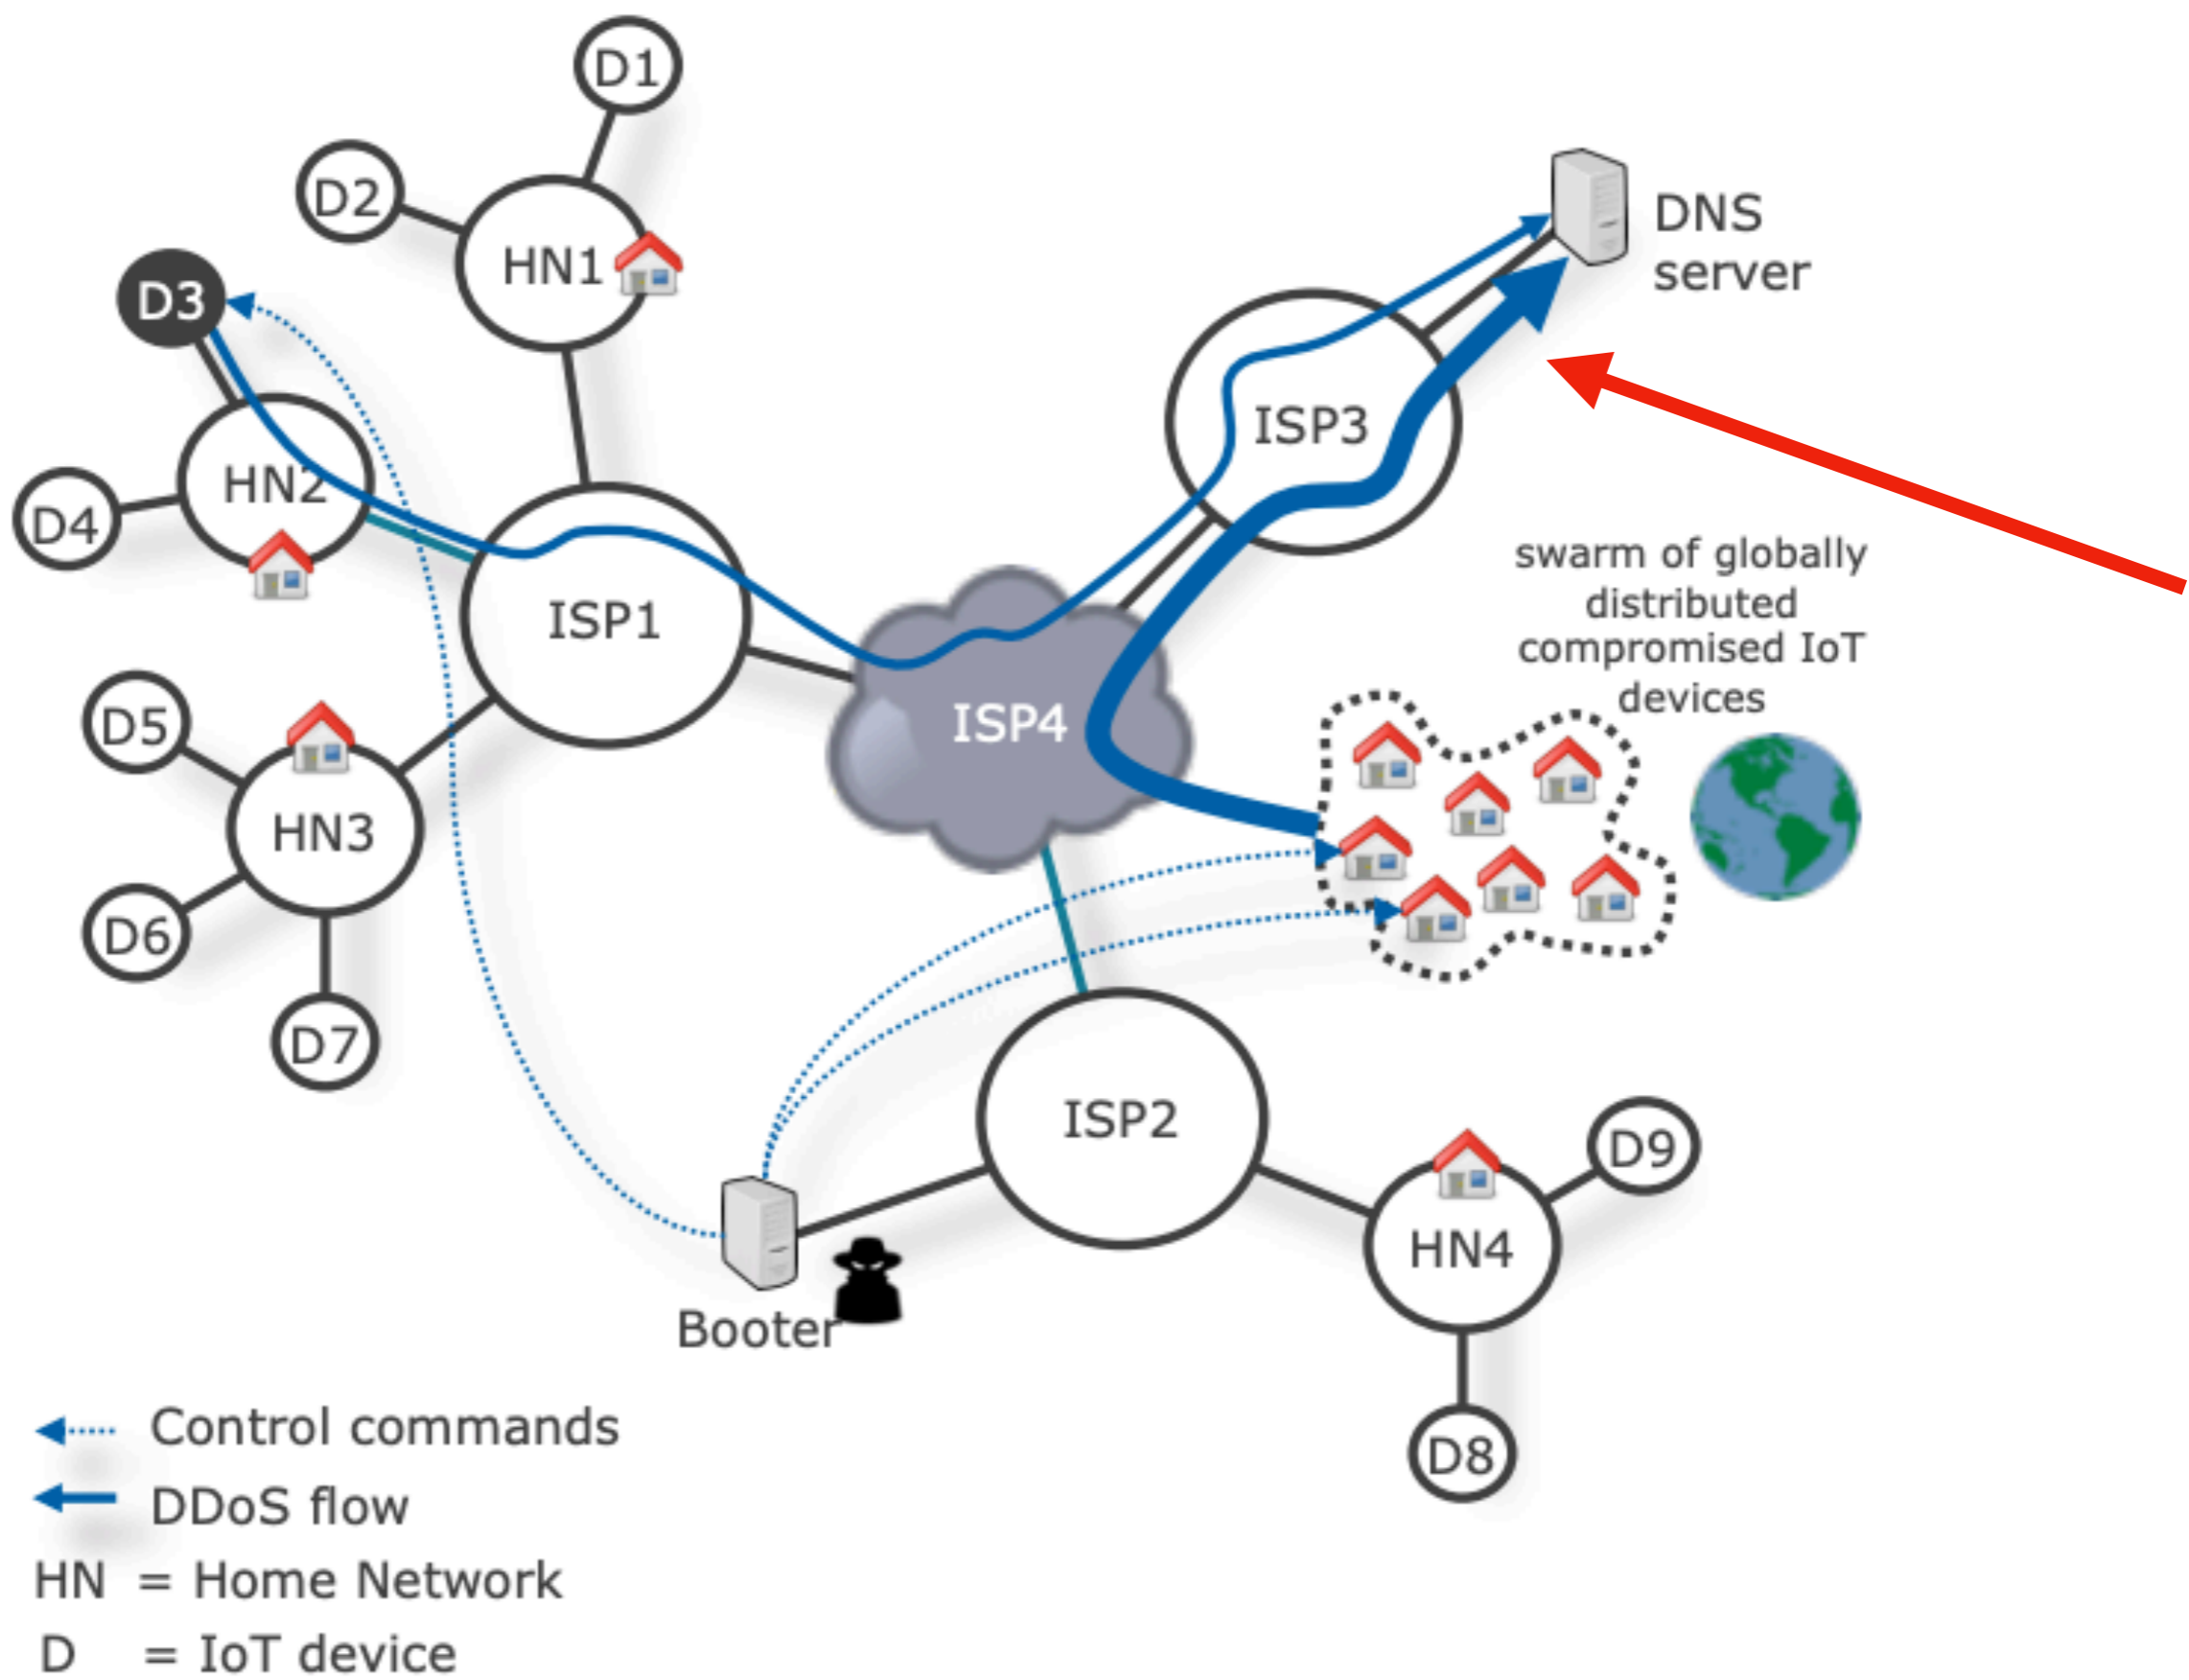 D1
D2
HN1
D3
DNS
server
ISP3
HN2
D4
swarm of globally
distributed
compromised IoT
devices
ISP1
ISP4
D5
HN3
D6
D7
ISP2
D9
HN4
Booter
D8
Control commands
DDoS flow
HN = Home Network
D = IoT device